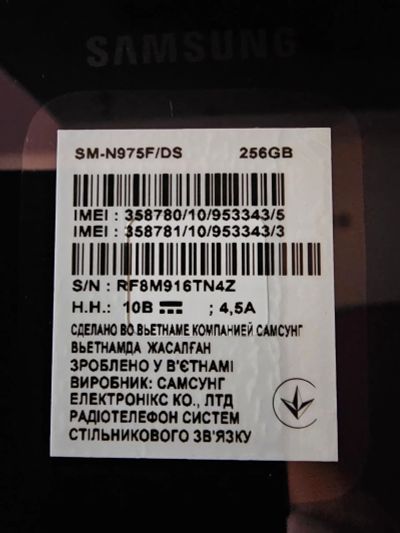 SAMSUNG
SM-N975F/DS 256GB
IMEI : 358780/10/953343/5
IMEI : 358781/10/953343/3
S/N : RF8M916TN4Z
Н.Н.: 10В ; 4,5А
СДЕЛАНО ВО ВЬЕТНАМЕ КОМПАНИЕЙ САМСУНГ
ВЬЕТНАМДА ЖАСАЛҒАН
ЗРОБЛЕНО У В'ЄТНАМІ
ВИРОБНИК: САМСУНГ
ЕЛЕКТРОНІКС КО., ЛТД
РАДІОТЕЛЕФОН СИСТЕМ
СТІЛЬНИКОВОГО ЗВ'ЯЗКУ